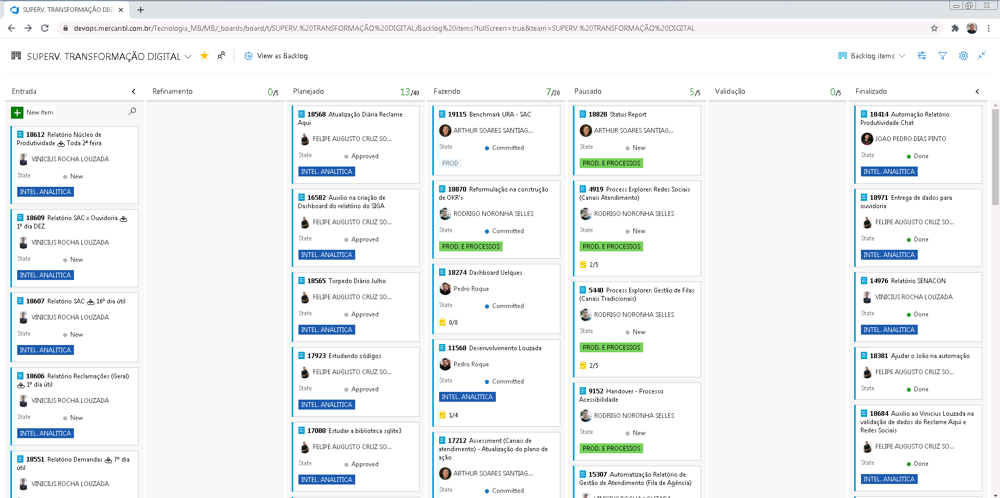 SUPERV. TRANSFORMAÇÃO DIGI
devops.mercantil.com.br/Tecnologia_MB/MB/_boards/board/t/SUPERV.%20TRANSFORMAÇÃO%20DIGITAL/Backlog%20items?fullScreen=true&team=SUPERV.%20TRANSFORMAÇÃO%20DIGITAL
SUPERV. TRANSFORMAÇÃO DIGITAL
View as Backlog
Backlog items
Entrada
New item
18612 Relatório Núcleo de
Produtividade Toda 2ª feira
VINICIUS ROCHA LOUZADA
State New
INTEL. ANALITICA
18609 Relatório SAC x Ouvidoria
1º dia DEZ
VINICIUS ROCHA LOUZADA
State New
INTEL. ANALITICA
18607 Relatório SAC 16º dia útil
VINICIUS ROCHA LOUZADA
State New
INTEL. ANALITICA
18606 Relatório Reclamações (Geral)
1º dia útil
VINICIUS ROCHA LOUZADA
State New
INTEL. ANALITICA
18551 Relatório Demandas 7º dia
útil
VINICIUS ROCHA LOUZADA
Refinamento 0/5
Planejado 13/40
18568 Atualização Diária Reclame
Aqui
FELIPE AUGUSTO CRUZ SO...
State Approved
INTEL. ANALITICA
16582 Auxilio na criação de
Dashboard do relatório do SIGA
FELIPE AUGUSTO CRUZ SO...
State Approved
INTEL. ANALITICA
18565 Torpedo Diário Julho
FELIPE AUGUSTO CRUZ SO...
State Approved
INTEL. ANALITICA
17923 Estudando códigos
FELIPE AUGUSTO CRUZ SO...
State Approved
INTEL. ANALITICA
17080 Estudar a biblioteca sqlite3
FELIPE AUGUSTO CRUZ SO...
State Approved
INTEL. ANALITICA
Fazendo 7/20
19115 Benchmark URA - SAC
ARTHUR SOARES SANTIAG...
State Committed
PROD
18870 Reformulação na construção
de OKR's
RODRIGO NORONHA SELLES
State Committed
PROD. E PROCESSOS
18274 Dashboard Uelques
Pedro Roque
State Committed
0/8
11568 Desenvolvimento Louzada
Pedro Roque
State Committed
INTEL. ANALITICA
1/4
17212 Assessment (Canais de
atendimento) - Atualização do plano de
ação
ARTHUR SOARES SANTIAG...
State Committed
Pausado 5/5
18820 Status Report
ARTHUR SOARES SANTIAG...
State New
PROD. E PROCESSOS
4919 Process Explorer: Redes Sociais
(Canais Atendimento)
RODRIGO NORONHA SELLES
State New
PROD. E PROCESSOS
2/5
5440 Process Explorer: Gestão de Filas
(Canais Tradicionais)
RODRIGO NORONHA SELLES
State New
PROD. E PROCESSOS
2/5
9152 Handover - Processo
Acessibilidade
RODRIGO NORONHA SELLES
State New
PROD. E PROCESSOS
15307 Automatização Relatório de
Gestão de Atendimento (Fila de Agência)
VINICIUS ROCHA LOUZADA
Validação 0/5
Finalizado
18414 Automação Relatório
Produtividade Chat
JOAO PEDRO DIAS PINTO
State Done
INTEL. ANALITICA
18971 Entrega de dados para
ouvidoria
FELIPE AUGUSTO CRUZ SO...
State Done
INTEL. ANALITICA
14976 Relatório SENACON
VINICIUS ROCHA LOUZADA
State Done
INTEL. ANALITICA
18381 Ajudar o João na automação
FELIPE AUGUSTO CRUZ SO...
State Done
18684 Auxilio ao Vinicius Louzada na
validação de dados do Reclame Aqui e
Redes Sociais
FELIPE AUGUSTO CRUZ SO...
State Done
INTEL. ANALITICA